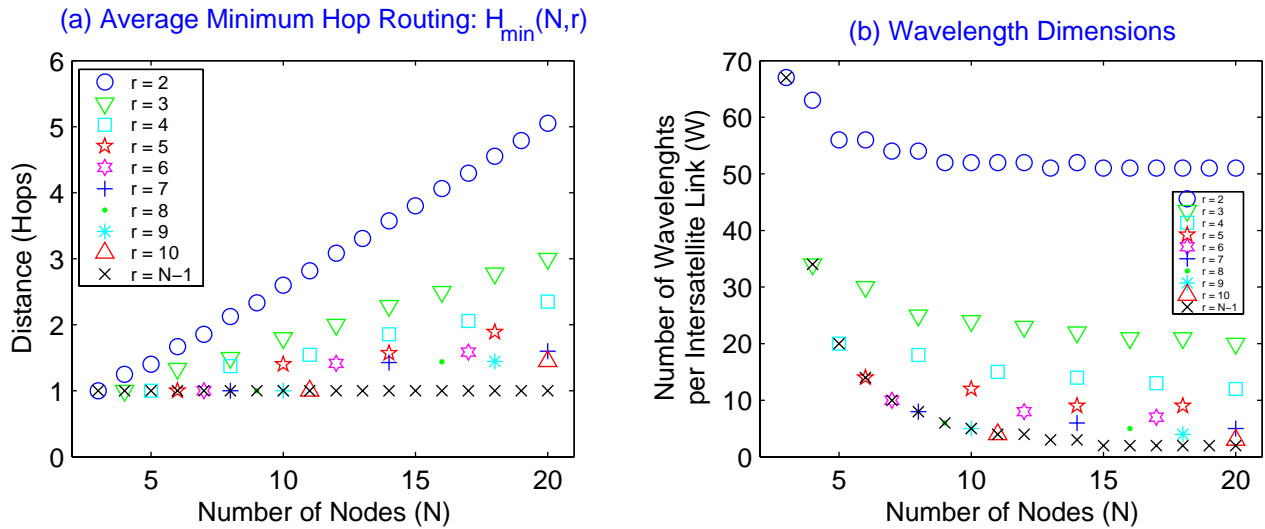 (a) Average Minimum Hop Routing: H_min(N,r)
6
5
4
3
2
1
0
Distance (Hops)
r = 2
r = 3
r = 4
r = 5
r = 6
r = 7
r = 8
r = 9
r = 10
r = N−1
5
10
15
20
Number of Nodes (N)
(b) Wavelength Dimensions
70
60
50
40
30
20
10
0
Number of Wavelenghts
per Intersatellite Link (W)
r = 2
r = 3
r = 4
r = 5
r = 6
r = 7
r = 8
r = 9
r = 10
r = N−1
5
10
15
20
Number of Nodes (N)